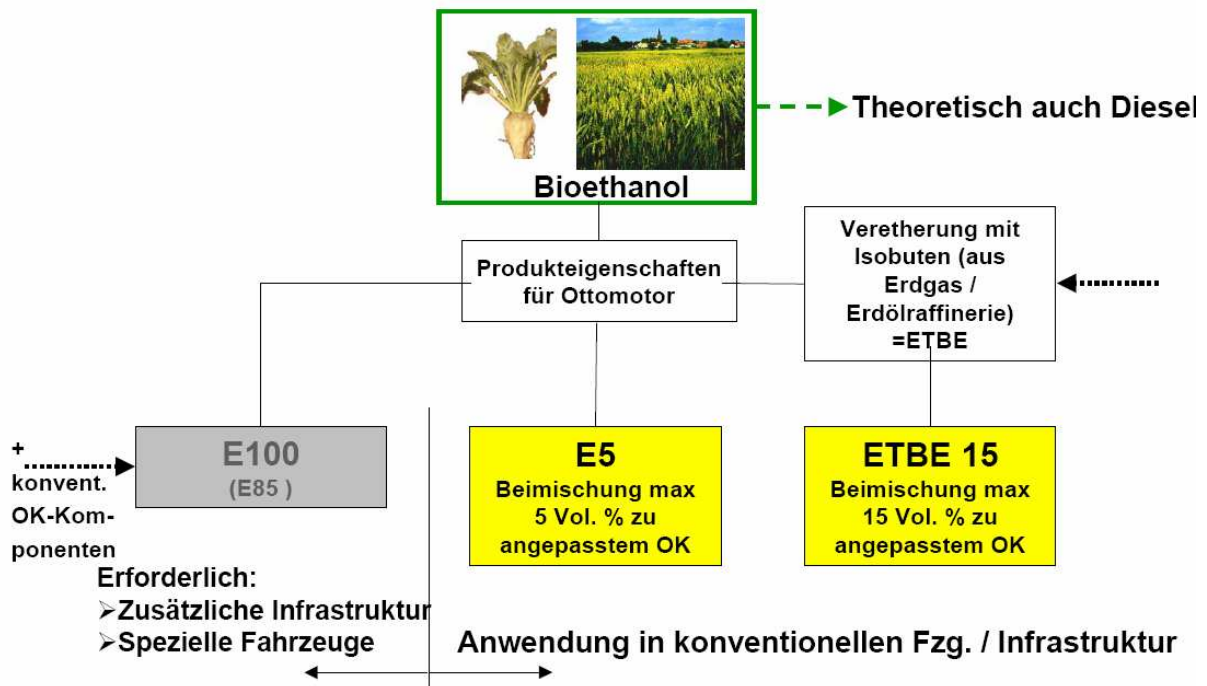 Theoretisch auch Diesel
Bioethanol
Produkteigenschaften
für Ottomotor
Veretherung mit
Isobuten (aus
Erdgas /
Erdölraffinerie)
=ETBE
+
konvent.
OK-Kom-
ponenten
E100
(E85 )
E5
Beimischung max
5 Vol. % zu
angepasstem OK
ETBE 15
Beimischung max
15 Vol. % zu
angepasstem OK
Erforderlich:
➢Zusätzliche Infrastruktur
➢Spezielle Fahrzeuge
Anwendung in konventionellen Fzg. / Infrastruktur